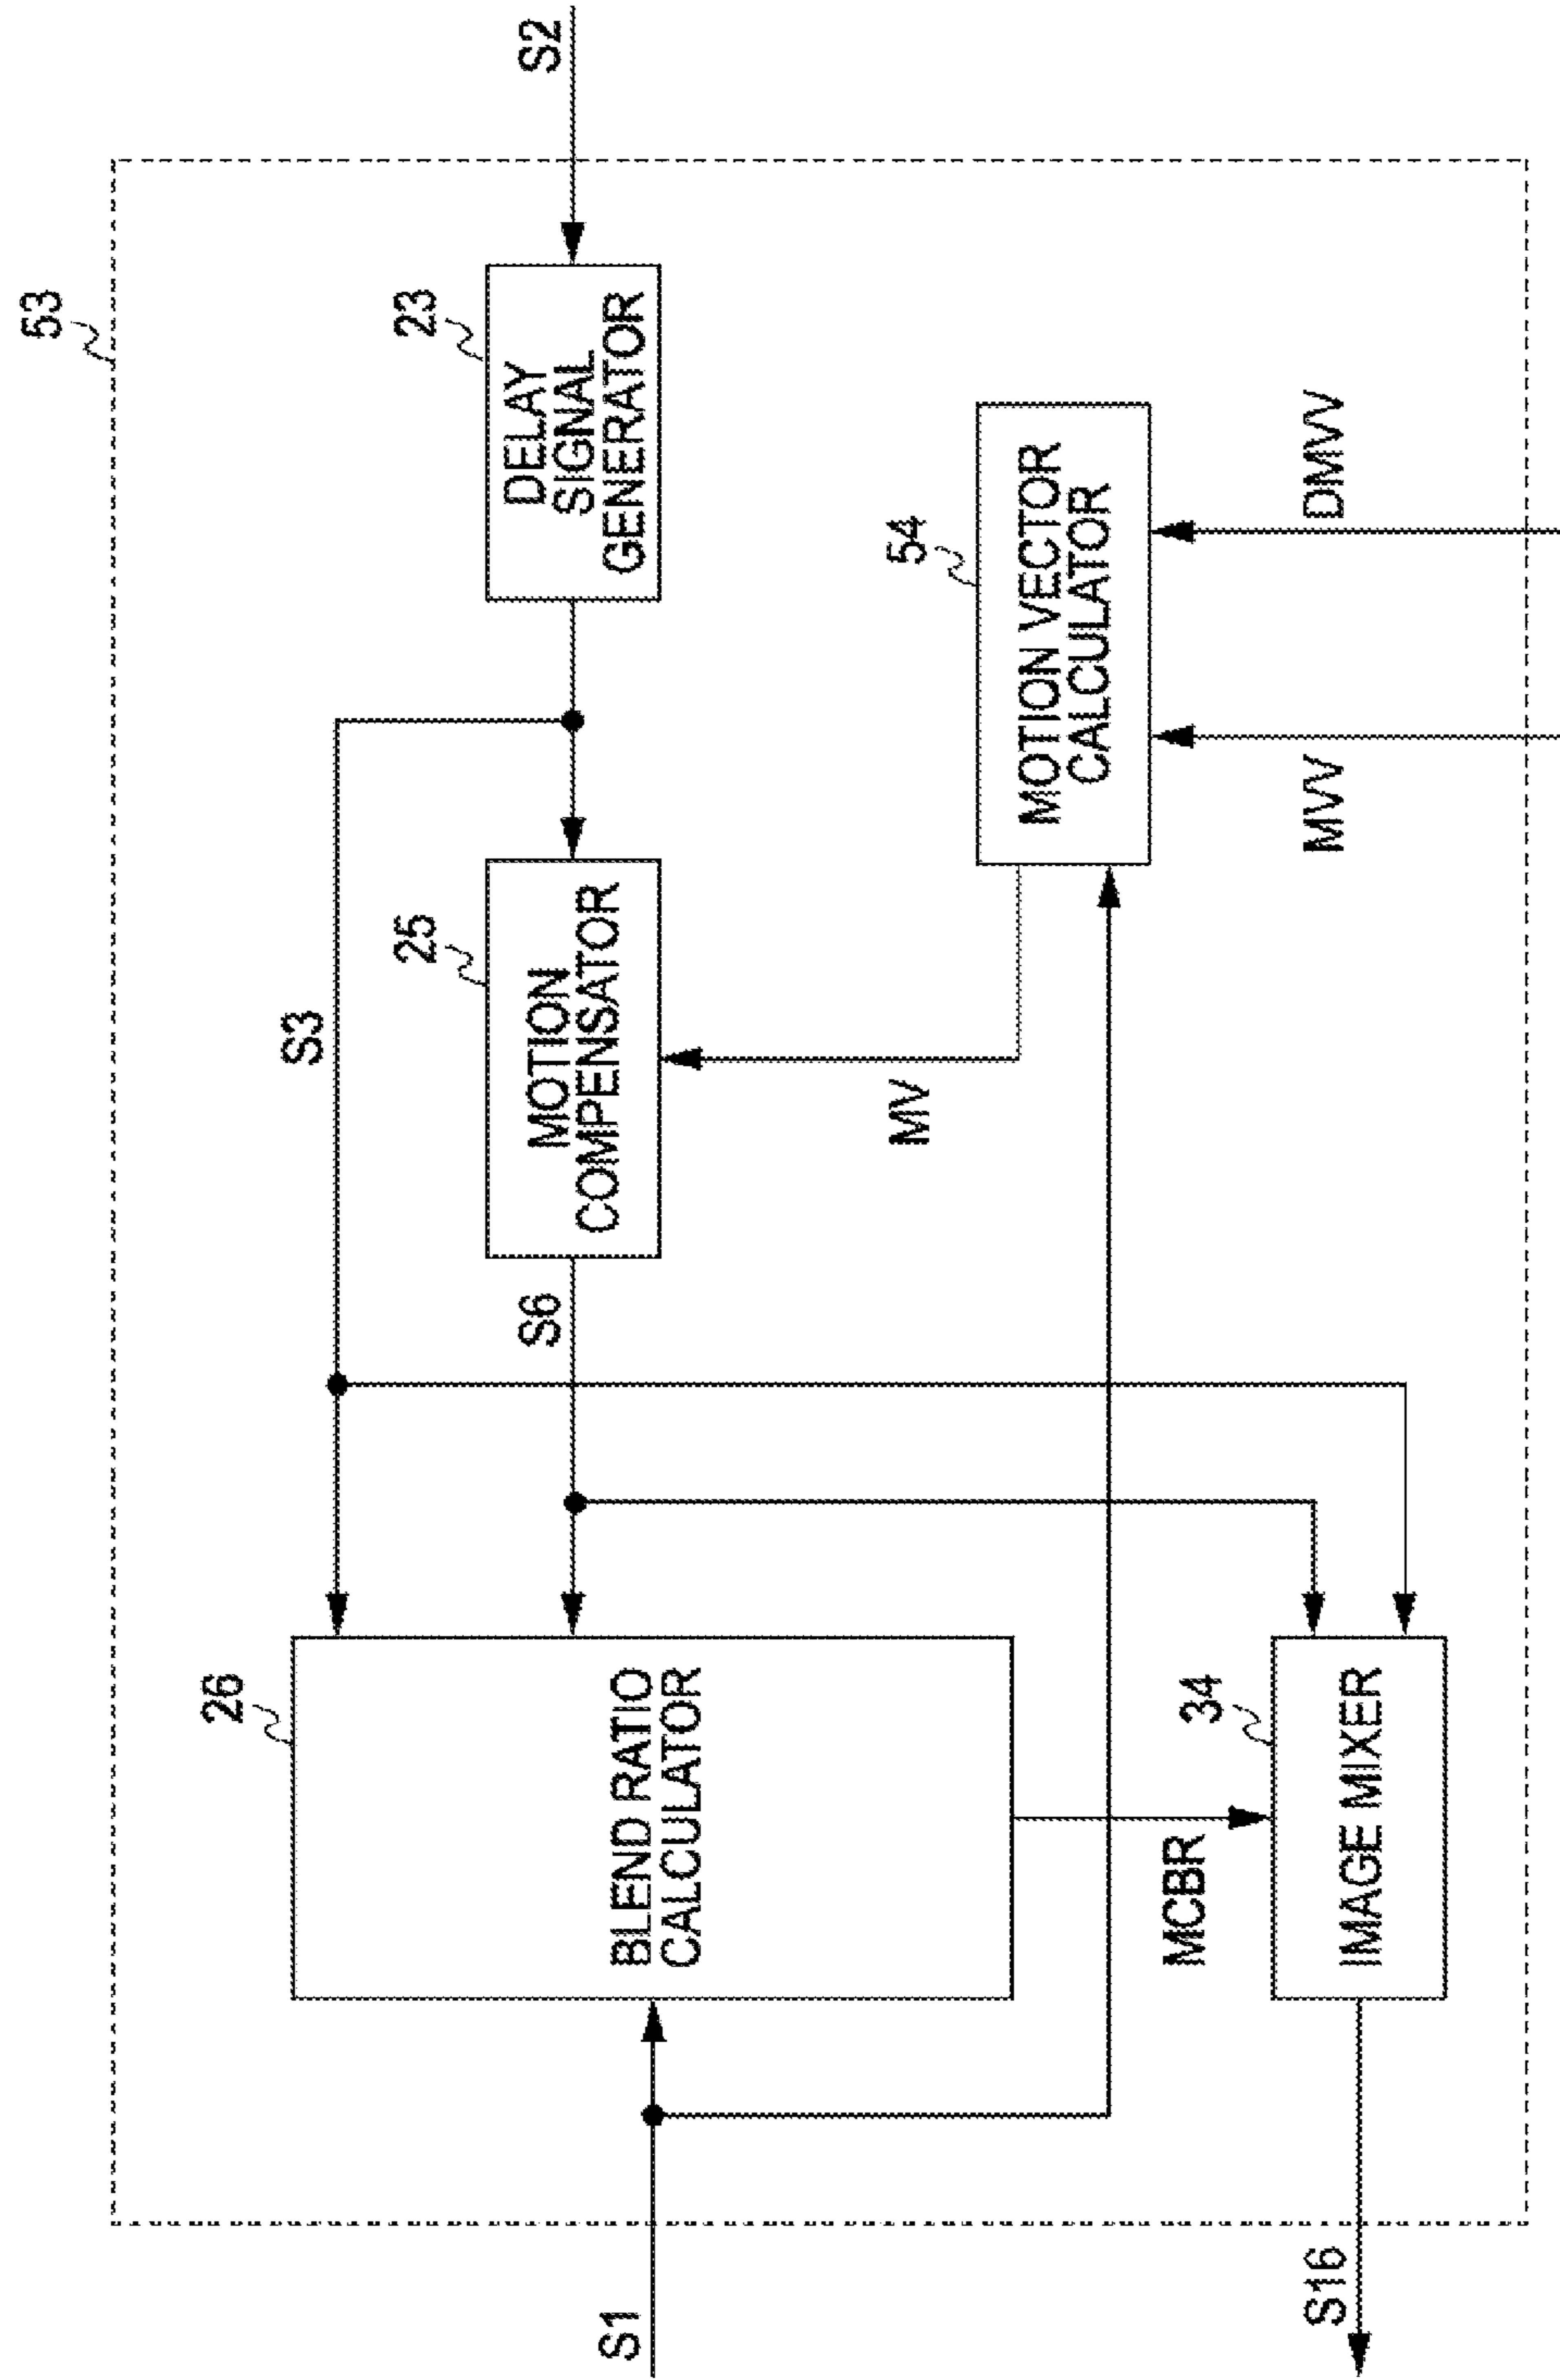 53
S2
23
DELAY
SIGNAL
GENERATOR
S3
25
MOTION
COMPENSATOR
S6
54
MOTION VECTOR
CALCULATOR
MV
MVV
DMVV
26
BLEND RATIO
CALCULATOR
MCBR
34
IMAGE MIXER
S1
S16